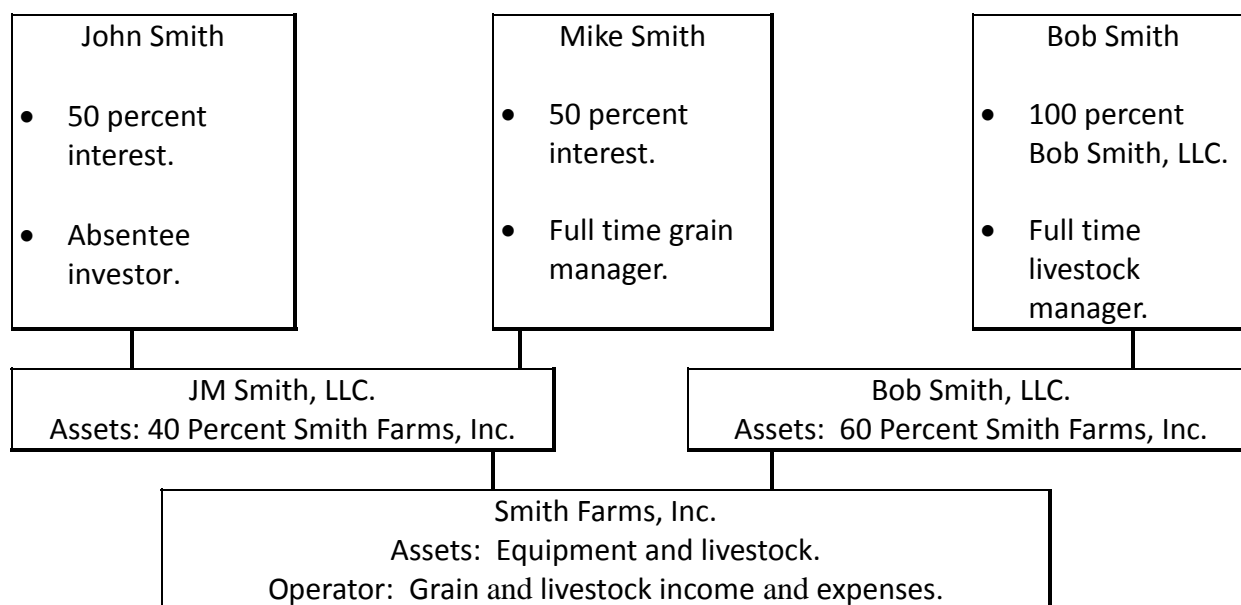 John Smith
• 50 percent
interest.
• Absentee
investor.
Mike Smith
• 50 percent
interest.
• Full time grain
manager.
Bob Smith
• 100 percent
Bob Smith, LLC.
• Full time
livestock
manager.
JM Smith, LLC.
Assets: 40 Percent Smith Farms, Inc.
Bob Smith, LLC.
Assets:  60 Percent Smith Farms, Inc.
Smith Farms, Inc.
Assets:  Equipment and livestock.
Operator:  Grain and livestock income and expenses.